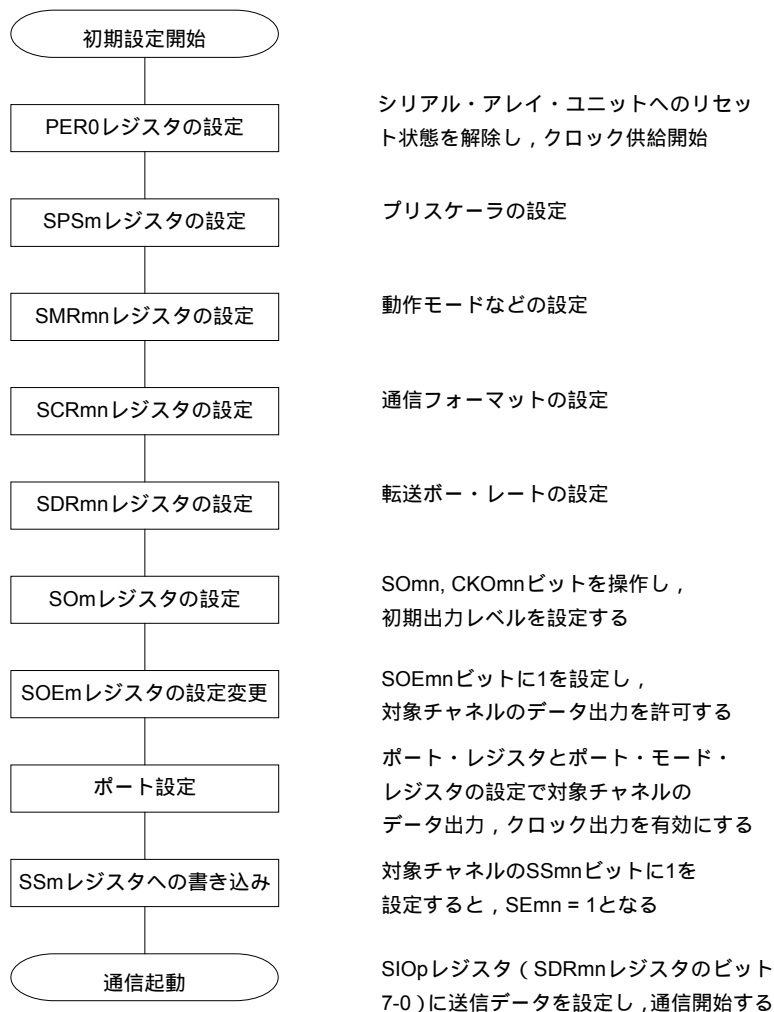 初期設定開始
PER0レジスタの設定
シリアル・アレイ・ユニットへのリセッ
ト状態を解除し，クロック供給開始
SPSmレジスタの設定
プリスケーラの設定
SMRmnレジスタの設定
動作モードなどの設定
SCRmnレジスタの設定
通信フォーマットの設定
SDRmnレジスタの設定
転送ボー・レートの設定
SOmレジスタの設定
SOmn, CKOmnビットを操作し，
初期出力レベルを設定する
SOEmレジスタの設定変更
SOEmnビットに1を設定し，
対象チャネルのデータ出力を許可する
ポート設定
ポート・レジスタとポート・モード・
レジスタの設定で対象チャネルの
データ出力，クロック出力を有効にする
SSmレジスタへの書き込み
対象チャネルのSSmnビットに1を
設定すると，SEmn = 1となる
通信起動
SIOpレジスタ（SDRmnレジスタのビット
7-0）に送信データを設定し，通信開始する